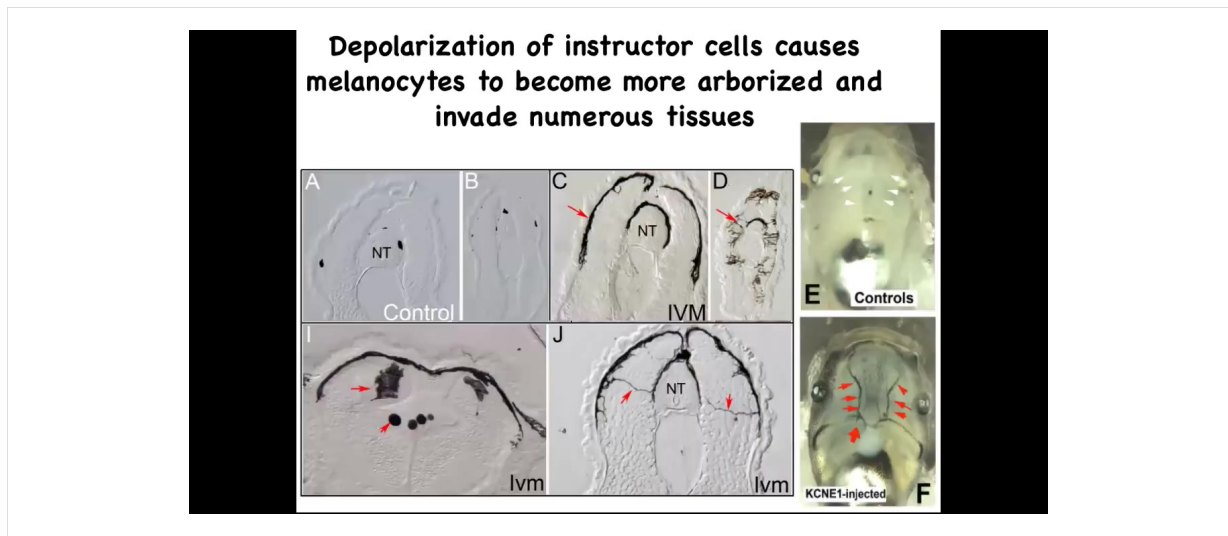 Depolarization of instructor cells causes
melanocytes to become more arborized and
invade numerous tissues
A
NT
Control
B
C
NT
IVM
D
E
Controls
I
Ivm
J
NT
Ivm
KCNE1-injected
F